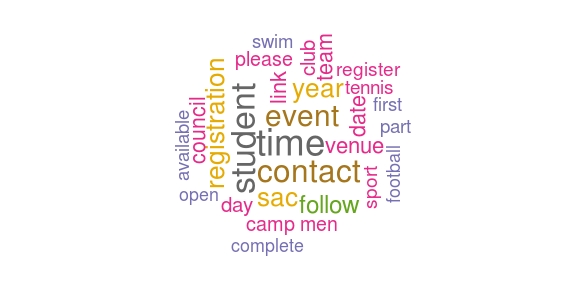 swim
please
club
team
link
register
registration
year
tennis
student
event
date
first
available
council
time
venue
part
contact
football
sport
open
day
sac
follow
camp
men
complete